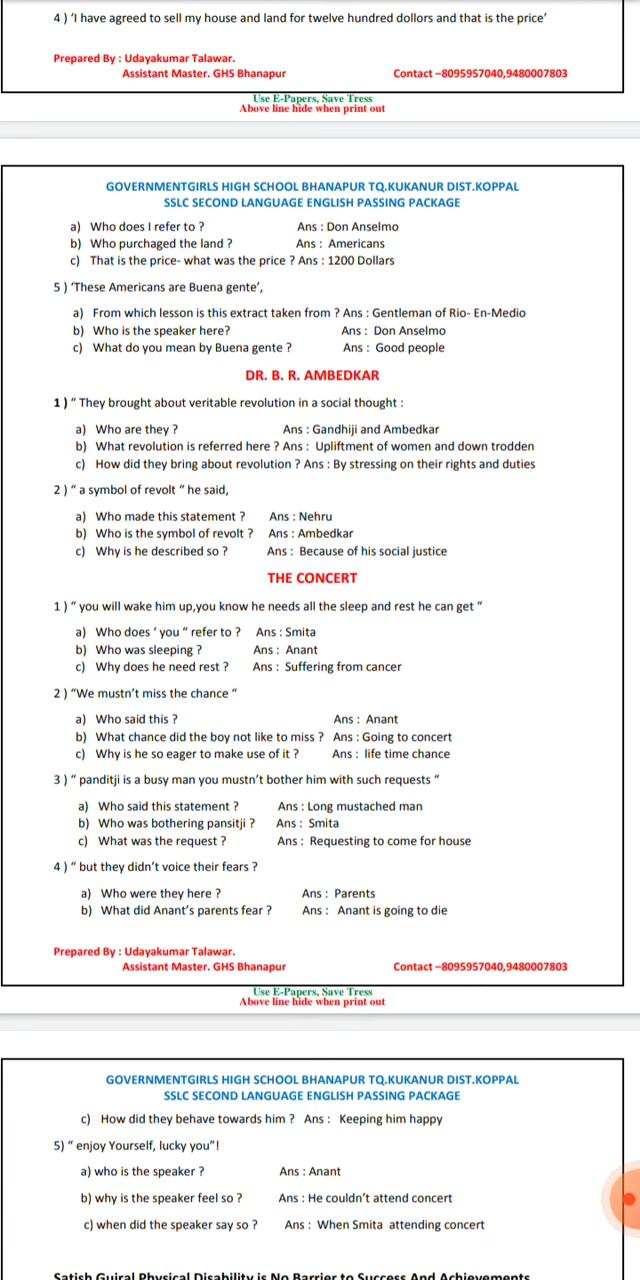 4 ) ‘I have agreed to sell my house and land for twelve hundred dollors and that is the price’
Prepared By : Udayakumar Talawar.
Assistant Master. GHS Bhanapur Contact –8095957040,9480007803
Use E-Papers, Save Tress
Above line hide when print out
GOVERNMENTGIRLS HIGH SCHOOL BHANAPUR TQ.KUKANUR DIST.KOPPAL
SSLC SECOND LANGUAGE ENGLISH PASSING PACKAGE
a) Who does I refer to ? Ans : Don Anselmo
b) Who purchaged the land ? Ans : Americans
c) That is the price- what was the price ? Ans : 1200 Dollars
5 ) ‘These Americans are Buena gente’,
a) From which lesson is this extract taken from ? Ans : Gentleman of Rio- En-Medio
b) Who is the speaker here? Ans : Don Anselmo
c) What do you mean by Buena gente ? Ans : Good people
DR. B. R. AMBEDKAR
1 ) “ They brought about veritable revolution in a social thought :
a) Who are they ? Ans : Gandhiji and Ambedkar
b) What revolution is referred here ? Ans : Upliftment of women and down trodden
c) How did they bring about revolution ? Ans : By stressing on their rights and duties
2 ) “ a symbol of revolt “ he said,
a) Who made this statement ? Ans : Nehru
b) Who is the symbol of revolt ? Ans : Ambedkar
c) Why is he described so ? Ans : Because of his social justice
THE CONCERT
1 ) “ you will wake him up,you know he needs all the sleep and rest he can get “
a) Who does ‘ you “ refer to ? Ans : Smita
b) Who was sleeping ? Ans : Anant
c) Why does he need rest ? Ans : Suffering from cancer
2 ) “We mustn’t miss the chance “
a) Who said this ? Ans : Anant
b) What chance did the boy not like to miss ? Ans : Going to concert
c) Why is he so eager to make use of it ? Ans : life time chance
3 ) “ panditji is a busy man you mustn’t bother him with such requests “
a) Who said this statement ? Ans : Long mustached man
b) Who was bothering pansitji ? Ans : Smita
c) What was the request ? Ans : Requesting to come for house
4 ) “ but they didn’t voice their fears ?
a) Who were they here ? Ans : Parents
b) What did Anant’s parents fear ? Ans : Anant is going to die
Prepared By : Udayakumar Talawar.
Assistant Master. GHS Bhanapur Contact –8095957040,9480007803
Use E-Papers, Save Tress
Above line hide when print out
GOVERNMENTGIRLS HIGH SCHOOL BHANAPUR TQ.KUKANUR DIST.KOPPAL
SSLC SECOND LANGUAGE ENGLISH PASSING PACKAGE
c) How did they behave towards him ? Ans : Keeping him happy
5) “ enjoy Yourself, lucky you”!
a) who is the speaker ? Ans : Anant
b) why is the speaker feel so ? Ans : He couldn’t attend concert
c) when did the speaker say so ? Ans : When Smita attending concert
Satish Gujral Physical Disability is No Barrier to Success And Achievements